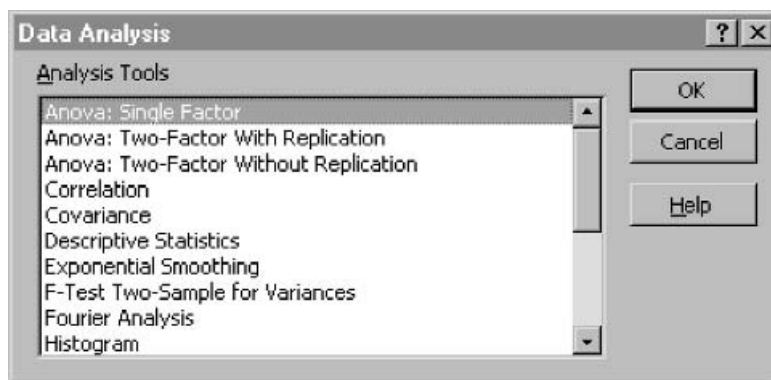 Data Analysis
Analysis Tools
Anova: Single Factor
Anova: Two-Factor With Replication
Anova: Two-Factor Without Replication
Correlation
Covariance
Descriptive Statistics
Exponential Smoothing
F-Test Two-Sample for Variances
Fourier Analysis
Histogram
OK
Cancel
Help